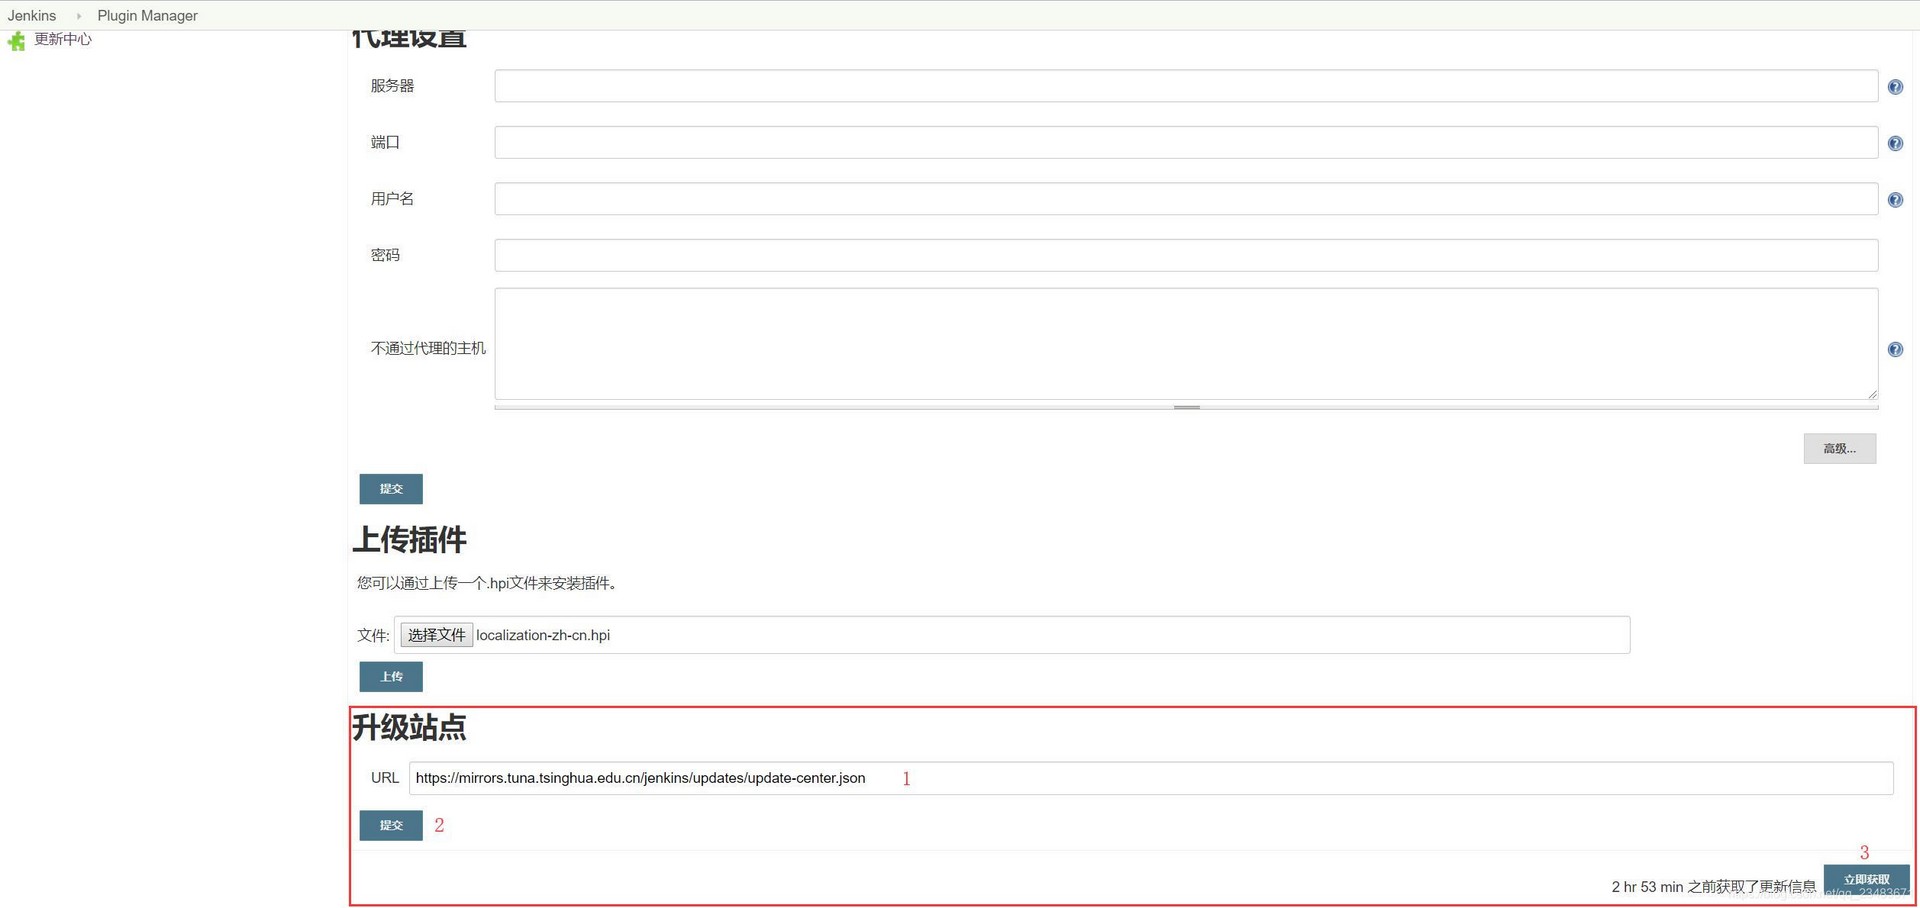 Jenkins
Plugin Manager
更新中心
代理设置
服务器
端口
用户名
密码
不通过代理的主机
高级...
提交
上传插件
您可以通过上传一个.hpi文件来安装插件。
文件: 选择文件 localization-zh-cn.hpi
上传
升级站点
URL https://mirrors.tuna.tsinghua.edu.cn/jenkins/updates/update-center.json 1
提交 2
3
2 hr 53 min 之前获取了更新信息 立即获取